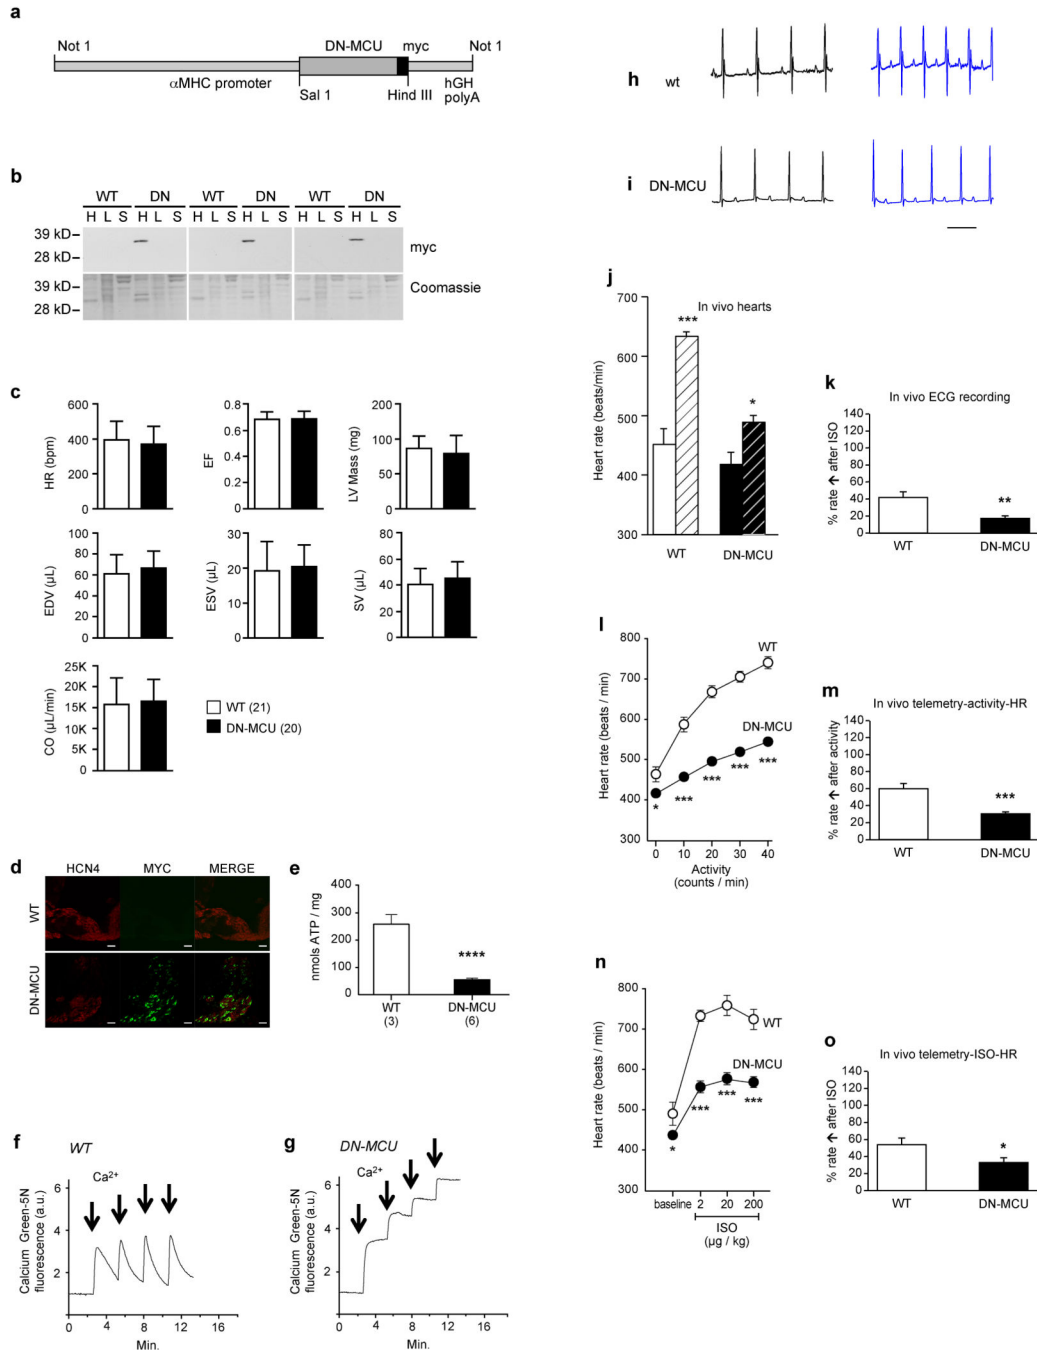 a
Not 1 DN-MCU myc Not 1
αMHC promoter
Sal 1 Hind III hGH polyA
b
WT DN WT DN WT DN
H L S H L S H L S H L S H L S H L S
39 kD
28 kD
myc
39 kD
28 kD
Coomassie
c
HR (bpm)
600
400
200
0
EF
0.8
0.6
0.4
0.2
0
LV Mass (mg)
200
100
0
EDV (µL)
100
80
60
40
20
0
ESV (µL)
30
20
10
0
SV (µL)
80
60
40
20
0
CO (µL/min)
25K
20K
15K
10K
5K
0
WT (21)
DN-MCU (20)
d
HCN4 MYC MERGE
WT
DN-MCU
e
nmols ATP / mg
400
300
200
100
0
****
WT DN-MCU
(3) (6)
f
WT
Ca²⁺
Calcium Green-5N
fluorescence (a.u.)
6
4
2
0 4 8 12 16
Min.
g
DN-MCU
Ca²⁺
Calcium Green-5N
fluorescence (a.u.)
6
4
2
0 4 8 12 16
Min.
h wt
i DN-MCU
j
In vivo hearts
Heart rate (beats/min)
700
600
500
400
300
***
*
WT DN-MCU
k
In vivo ECG recording
% rate ↑ after ISO
140
120
100
80
60
40
20
0
**
WT DN-MCU
l
Heart rate (beats / min)
800
700
600
500
400
300
WT
DN-MCU
* *** *** *** ***
0 10 20 30 40
Activity
(counts / min)
m
In vivo telemetry-activity-HR
% rate ↑ after activity
140
120
100
80
60
40
20
0
***
WT DN-MCU
n
Heart rate (beats / min)
800
700
600
500
400
300
WT
DN-MCU
* *** *** ***
baseline 2 20 200
ISO
(µg / kg)
o
In vivo telemetry-ISO-HR
% rate ↑ after ISO
140
120
100
80
60
40
20
0
*
WT DN-MCU